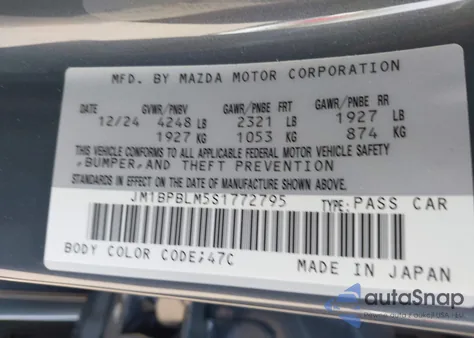 MFD. BY MAZDA MOTOR CORPORATION
DATE GVWR/PNBV GAWR/PNBE FRT GAWR/PNBE RR
12/24 4248 LB 2321 LB 1927 LB
1927 KG 1053 KG 874 KG
THIS VEHICLE CONFORMS TO ALL APPLICABLE FEDERAL MOTOR VEHICLE SAFETY
,BUMPER,AND THEFT PREVENTION
STANDARDS IN EFFECT ON THE DATE OF MANUFACTURE SHOWN ABOVE.
JM1BPBLM5S1772795 TYPE:PASS CAR
BODY COLOR CODE;47C
MADE IN JAPAN
autoSnap